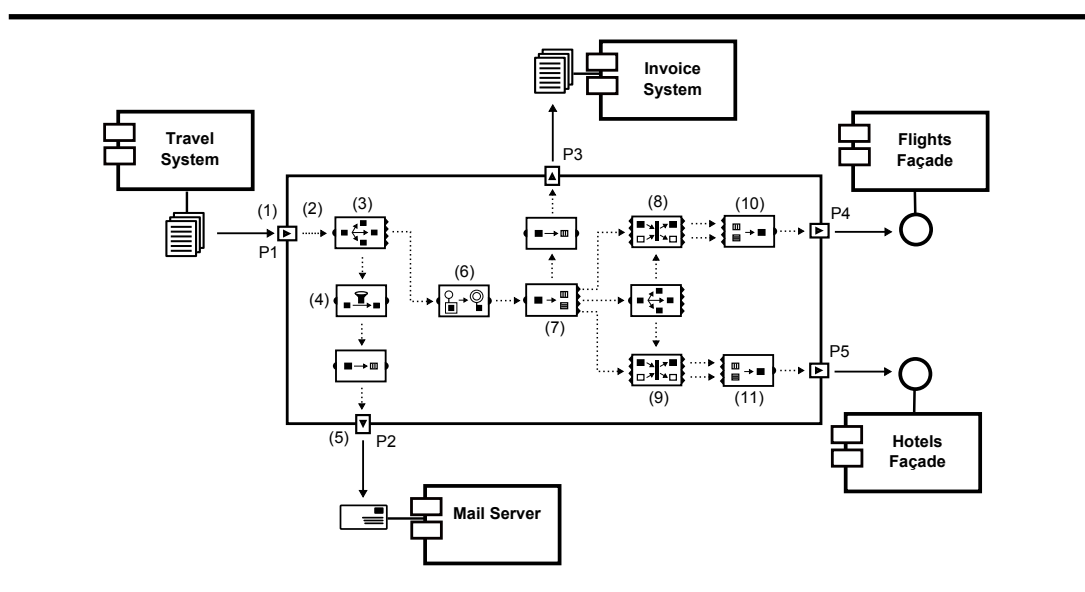 Invoice
System
Travel
System
Flights
Façade
P3
(1)
(2)
(3)
(8)
(10)
P4
P1
(6)
(4)
(7)
P5
(9)
(11)
(5)
P2
Hotels
Façade
Mail Server